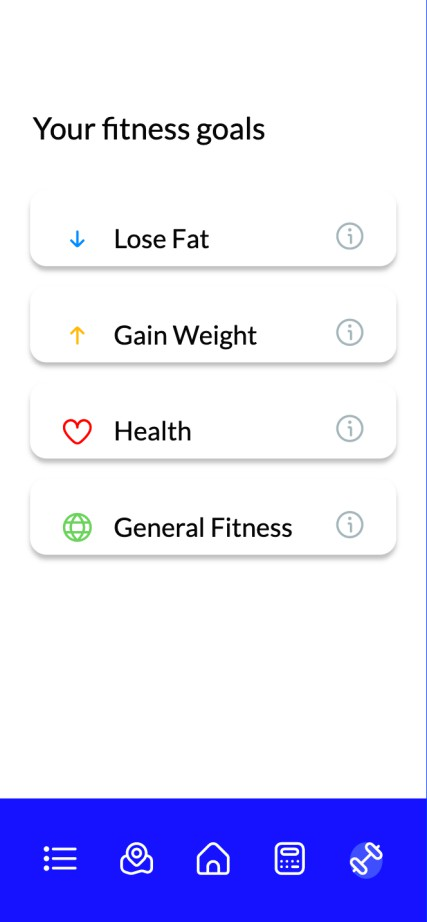 Your fitness goals
Lose Fat
Gain Weight
Health
General Fitness